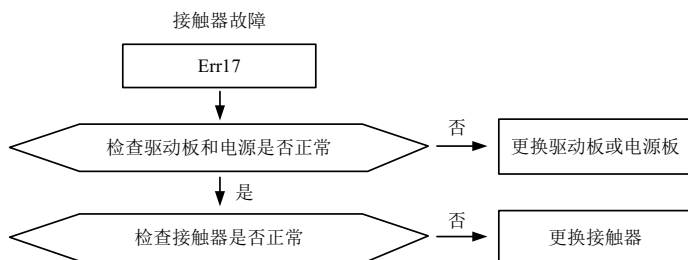 接触器故障
Err17
检查驱动板和电源是否正常
否
更换驱动板或电源板
是
检查接触器是否正常
否
更换接触器